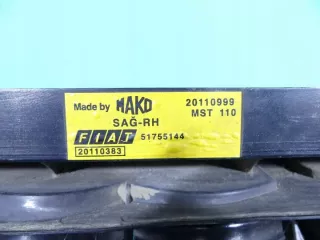 Made by MAKO 20110999
SAĞ-RH MST 110
FIAT 51755144
20110383